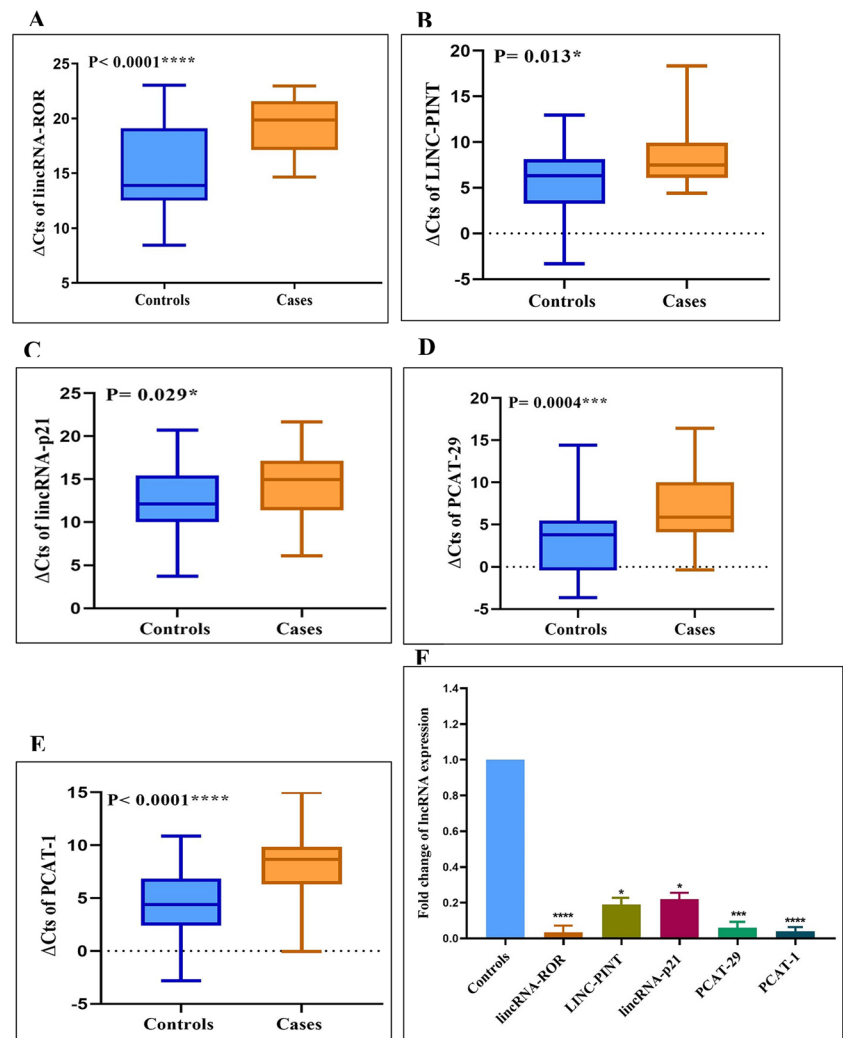 A
P< 0.0001****
ΔCts of lincRNA-ROR
25
20
15
10
5
Controls Cases
B
P= 0.013*
ΔCts of LINC-PINT
20
15
10
5
0
-5
Controls Cases
C
P= 0.029*
ΔCts of lincRNA-p21
25
20
15
10
5
0
Controls Cases
D
P= 0.0004***
ΔCts of PCAT-29
20
15
10
5
0
-5
Controls Cases
E
P< 0.0001****
ΔCts of PCAT-1
15
10
5
0
-5
Controls Cases
F
Fold change of lncRNA expression
1.4
1.2
1.0
0.8
0.6
0.4
0.2
0.0
**** * * *** ****
Controls lincRNA-ROR LINC-PINT lincRNA-p21 PCAT-29 PCAT-1